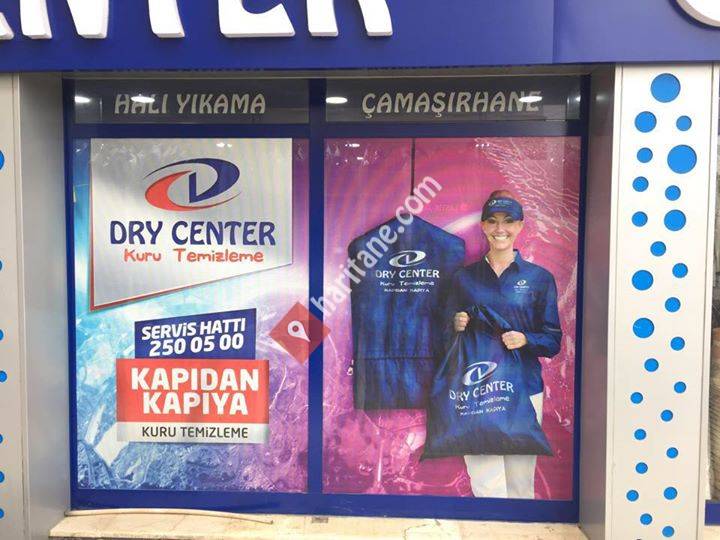 ENTER
HALI YIKAMA
ÇAMAŞIRHANE
DRY CENTER
Kuru Temizleme
SERVİS HATTI
250 05 00
KAPIDAN
KAPIYA
KURU TEMİZLEME
DRY CENTER
Kuru Temizleme
KAPIDAN KAPIYA
DRY CENTER
Kuru Temizleme
KAPIDAN KAPIYA
haritane.com